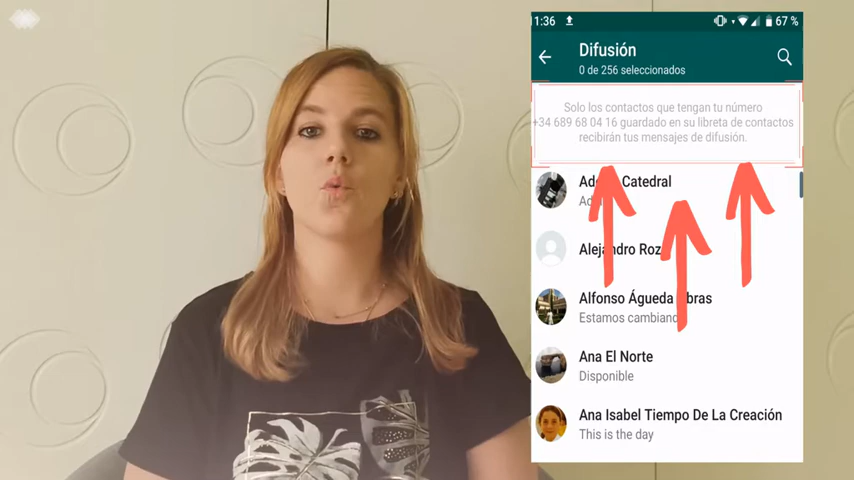 1:36
67 %
Difusión
0 de 256 seleccionados
Solo los contactos que tengan tu número
+34 689 68 04 16 guardado en su libreta de contactos
recibirán tus mensajes de difusión.
Catedral
Alejandro Roz
Alfonso Águeda
Estamos cambiand
Ana El Norte
Disponible
Ana Isabel Tiempo De La Creación
This is the day